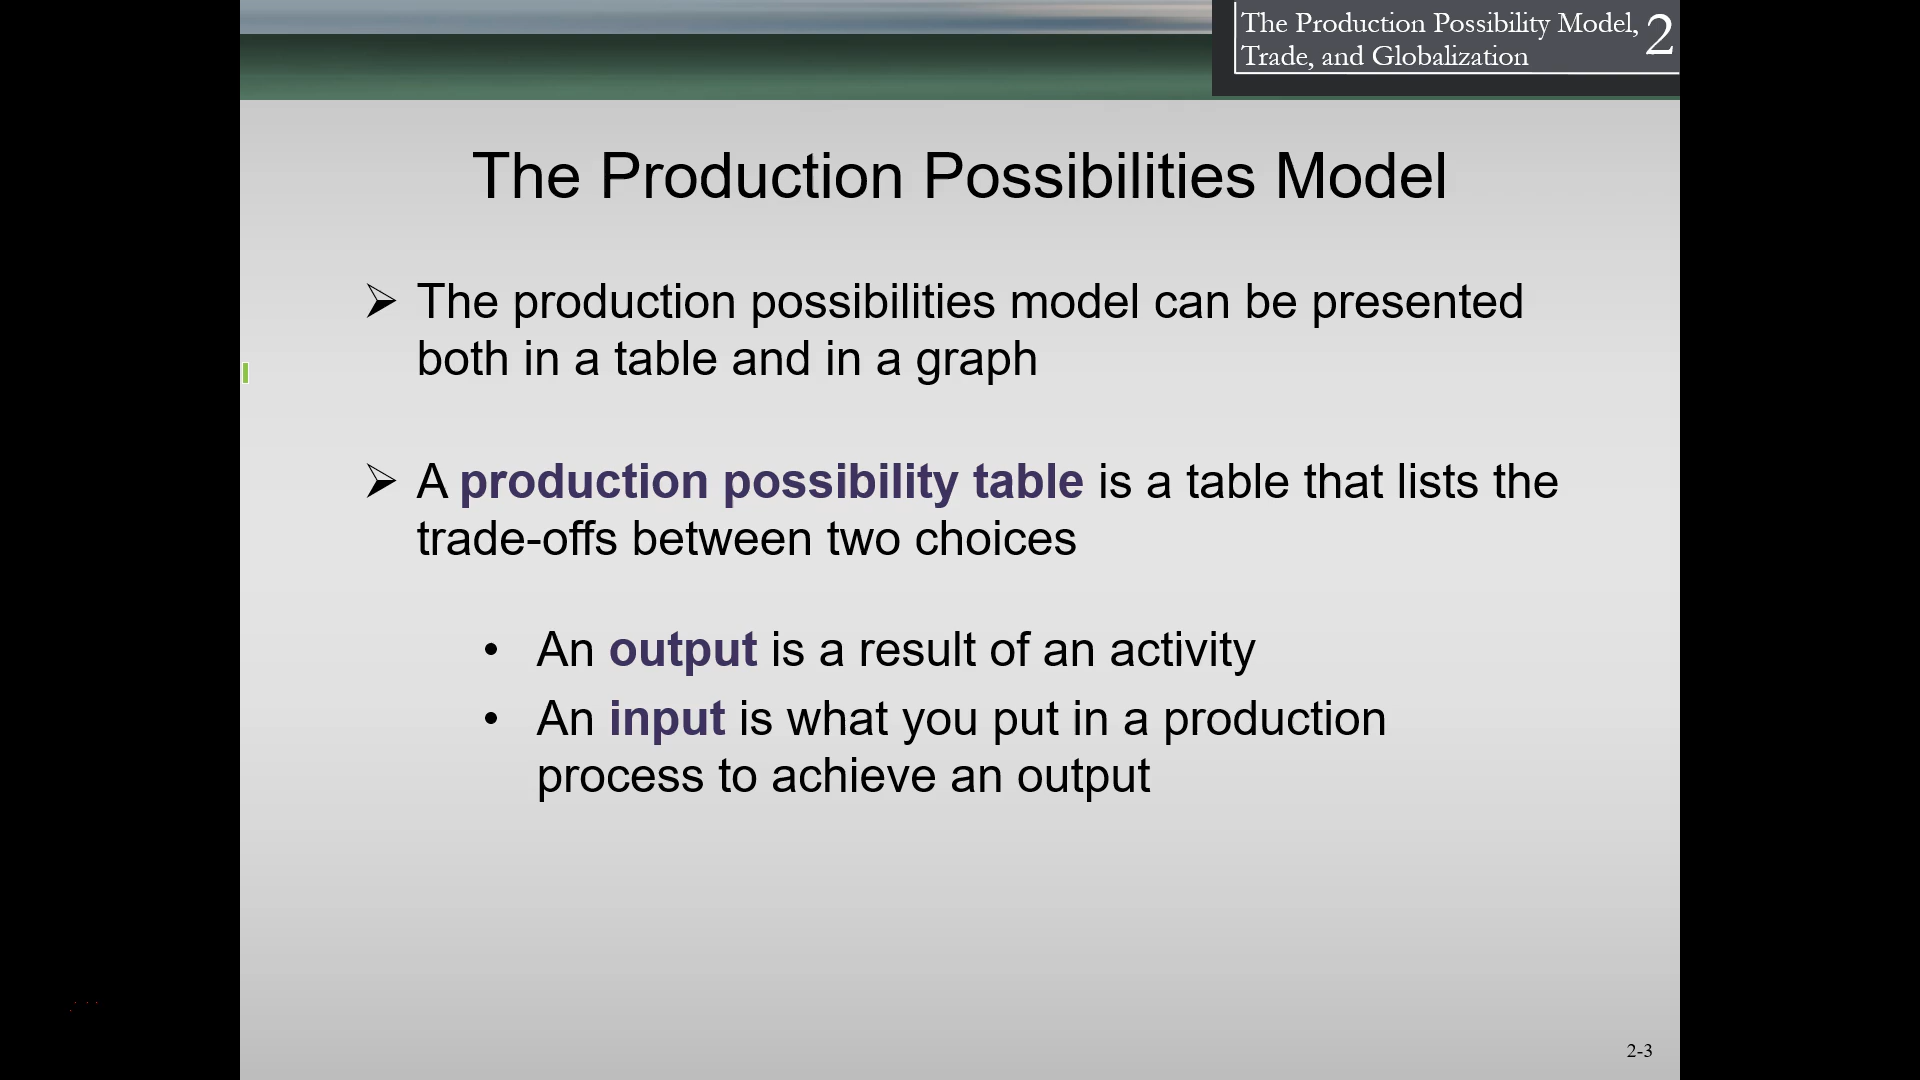 The Production Possibility Model, 2
Trade, and Globalization
The Production Possibilities Model
➢ The production possibilities model can be presented
both in a table and in a graph
➢ A production possibility table is a table that lists the
trade-offs between two choices
• An output is a result of an activity
• An input is what you put in a production
process to achieve an output
2-3